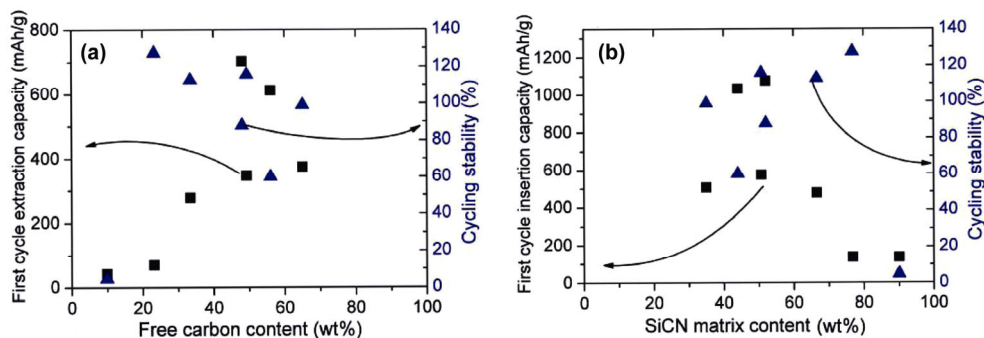 (a)
First cycle extraction capacity (mAh/g)
800
600
400
200
0
0 20 40 60 80 100
Free carbon content (wt%)
140
120
100
80
60
40
20
0
Cycling stability (%)
(b)
First cycle insertion capacity (mAh/g)
1200
1000
800
600
400
200
0
0 20 40 60 80 100
SiCN matrix content (wt%)
140
120
100
80
60
40
20
0
Cycling stability (%)